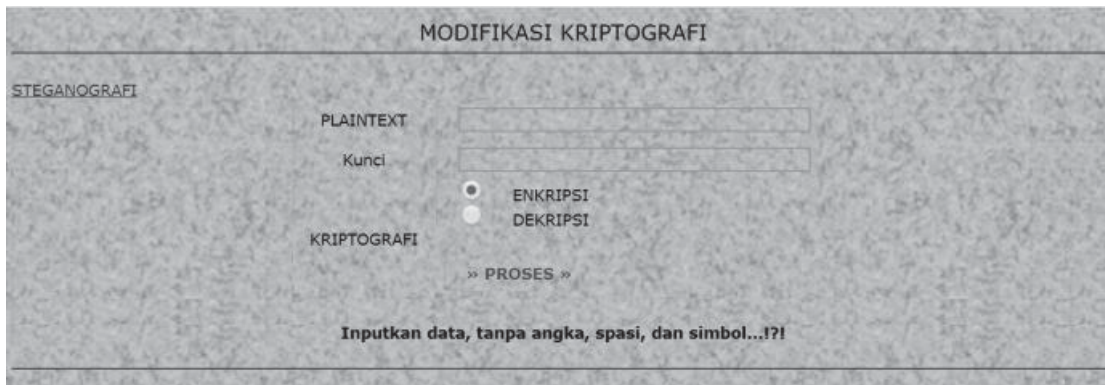 MODIFIKASI KRIPTOGRAFI
STEGANOGRAFI
PLAINTEXT
Kunci
ENKRIPSI
DEKRIPSI
KRIPTOGRAFI
» PROSES »
Inputkan data, tanpa angka, spasi, dan simbol...!?!